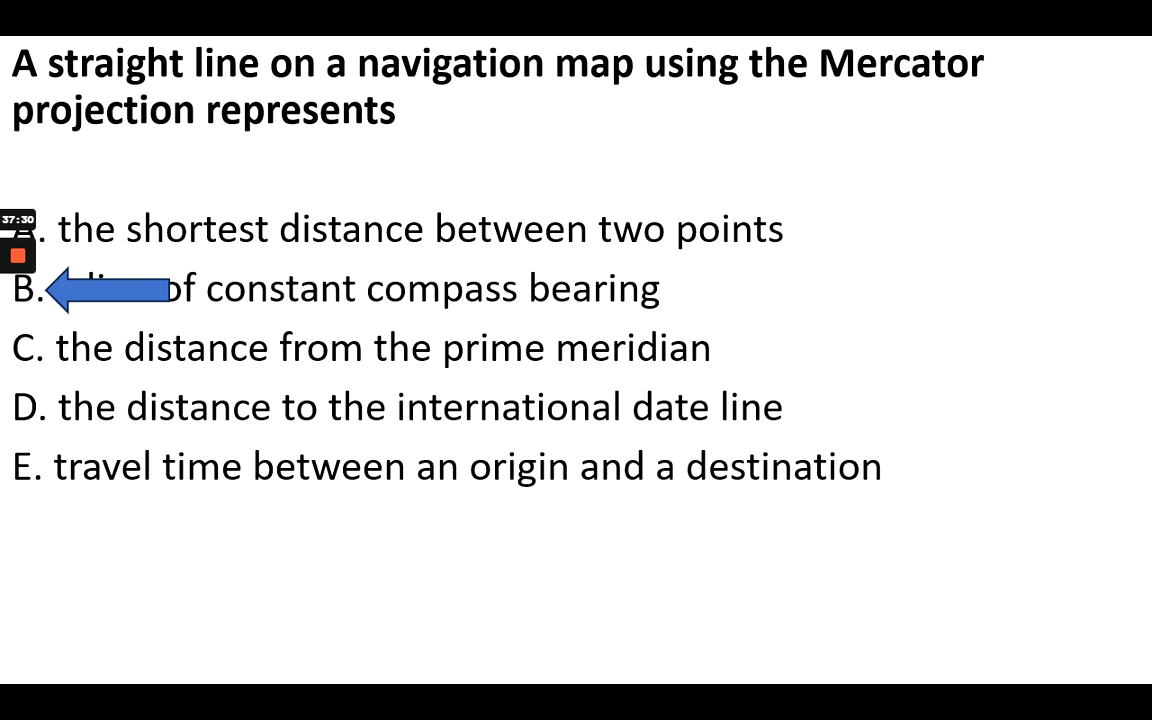 A straight line on a navigation map using the Mercator
projection represents
37:30
. the shortest distance between two points
B. of constant compass bearing
C. the distance from the prime meridian
D. the distance to the international date line
E. travel time between an origin and a destination